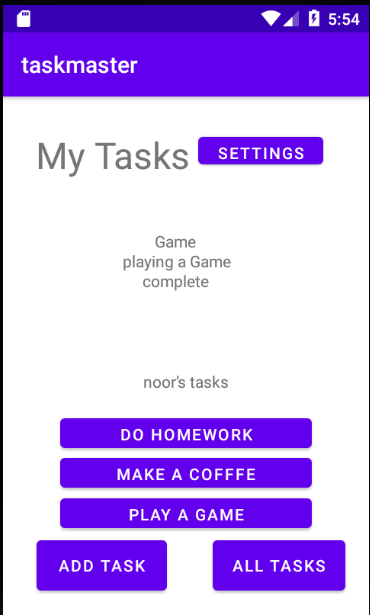 5:54
taskmaster
My Tasks
SETTINGS
Game
playing a Game
complete
noor's tasks
DO HOMEWORK
MAKE A COFFFE
PLAY A GAME
ADD TASK
ALL TASKS